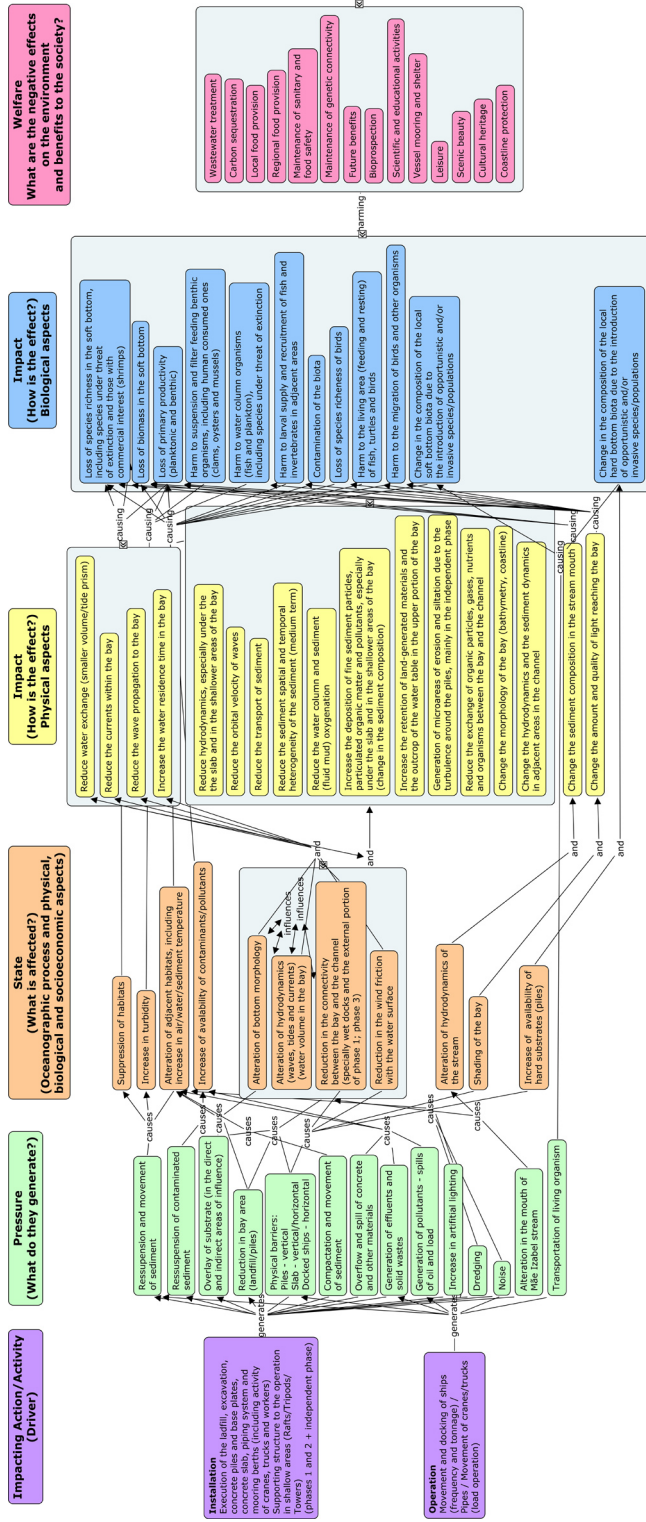 Impacting Action/Activity
(Driver)
Pressure
(What do they generate?)
State
(What is affected?)
(Oceanographic process and physical,
biological and socioeconomic aspects)
Impact
(How is the effect?)
Physical aspects
Impact
(How is the effect?)
Biological aspects
Welfare
What are the negative effects
on the environment
and benefits to the society?
Installation
Execution of the ladfill, excavation,
concrete piles and base plates,
concrete slab, piping system and
mooring berths (including activity
of cranes, trucks and workers)
Supporting structure to the operation
in shallow areas (Rafts/Tripods/
Towers)
(phases 1 and 2 + independent phase)
Operation
Movement and docking of ships
(frequency and tonnage) /
Pipes / Movement of cranes/trucks
(load operation)
generates
generates
Ressuspension and movement
of sediment
Ressuspension of contaminated
sediment
Overlay of substrate (in the direct
and indirect areas of influence)
Reduction in bay area
(landfill/piles)
Physical barriers:
Piles - vertical
Slab - vertical/horizontal
Docked ships - horizontal
Compactation and movement
of sediment
Overflow and spill of concrete
and other materials
Generation of effluents and
solid wastes
Generation of pollutants - spills
of oil and load
Increase in artifitial lighting
Dredging
Noise
Alteration in the mouth of
Mãe Izabel stream
Transportation of living organism
causes
causes
causes
causes
causes
causes
causes
Suppression of habitats
Increase in turbidity
Alteration of adjacent habitats, including
increase in air/water/sediment temperature
Increase of avalability of contaminants/pollutants
Alteration of bottom morphology
influences
Alteration of hydrodynamics
(waves, tides and currents)
(water volume in the bay)
influences
Reduction in the connectivity
between the bay and the channel
(specially wet docks and the external portion
of phase 1; phase 3)
Reduction in the wind friction
with the water surface
Alteration of hydrodynamics of
the stream
Shading of the bay
Increase of availability of
hard substrates (piles)
and
and
and
and
and
Reduce water exchange (smaller volume/tide prism)
Reduce the currents within the bay
Reduce the wave propagation to the bay
Increase the water residence time in the bay
Reduce hydrodynamics, especially under the
the slab and in the shallower areas of the bay
Reduce the orbital velocity of waves
Reduce the transport of sediment
Reduce the sediment spatial and temporal
heterogeneity of the sediment (medium term)
Reduce the water column and sediment
(fluid mud) oxygenation
Increase the deposition of fine sediment particles,
particulated organic matter and pollutants, especially
under the slab and in the shallower areas of the bay
(change in the sediment composition)
Increase the retention of land-generated materials and
the outcrop of the water table in the upper portion of the bay
Generation of microareas of erosion and siltation due to the
turbulence around the piles, mainly in the independent phase
Reduce the exchange of organic particles, gases, nutrients
and organisms between the bay and the channel
Change the morphology of the bay (bathymetry, coastline)
Change the hydrodynamics and the sediment dynamics
in adjacent areas in the channel
Change the sediment composition in the stream mouth
Change the amount and quality of light reaching the bay
causing
causing
causing
causing
causing
causing
Loss of species richness in the soft bottom,
including species under threat
of extinction and those with
commercial interest (shrimps)
Loss of biomass in the soft bottom
Loss of primary productivity
(planktonic and benthic)
Harm to suspension and filter feeding benthic
organisms, including human consumed ones
(clams, oysters and mussels)
Harm to water column organisms
(fish and plankton),
including species under threat of extinction
Harm to larval supply and recruitment of fish and
invertebrates in adjacent areas
Contamination of the biota
Loss of species richeness of birds
Harm to the living area (feeding and resting)
of fish, turtles and birds
Harm to the migration of birds and other organisms
Change in the composition of the local
soft bottom biota due to
the introduction of opportunistic and/or
invasive species/populations
Change in the composition of the local
hard bottom biota due to the introduction
of opportunistic and/or
invasive species/populations
harming
Wastewater treatment
Carbon sequestration
Local food provision
Regional food provision
Maintenance of sanitary and
food safety
Maintenance of genetic connectivity
Future benefits
Bioprospection
Scientific and educational activities
Vessel mooring and shelter
Leisure
Scenic beauty
Cultural heritage
Coastline protection